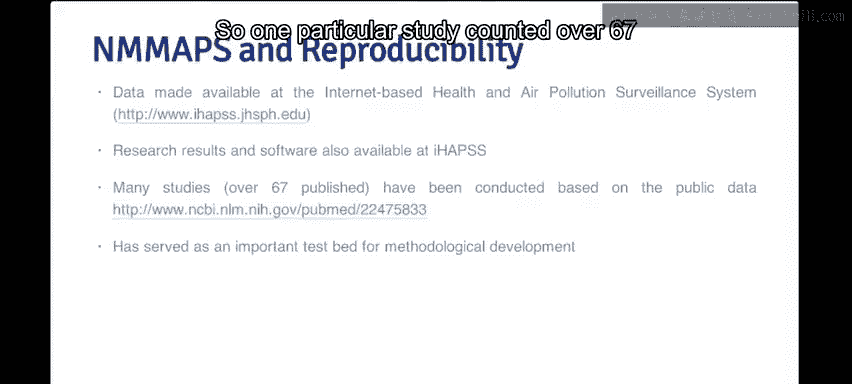 So one particular study counted over 67
NMMAPS and Reproducibility
· Data made available at the Internet-based Health and Air Pollution Surveillance System
(http://www.ihapss.jhsph.edu)
· Research results and software also available at iHAPSS
· Many studies (over 67 published) have been conducted based on the public data
http://www.ncbi.nlm.nih.gov/pubmed/22475833
· Has served as an important test bed for methodological development